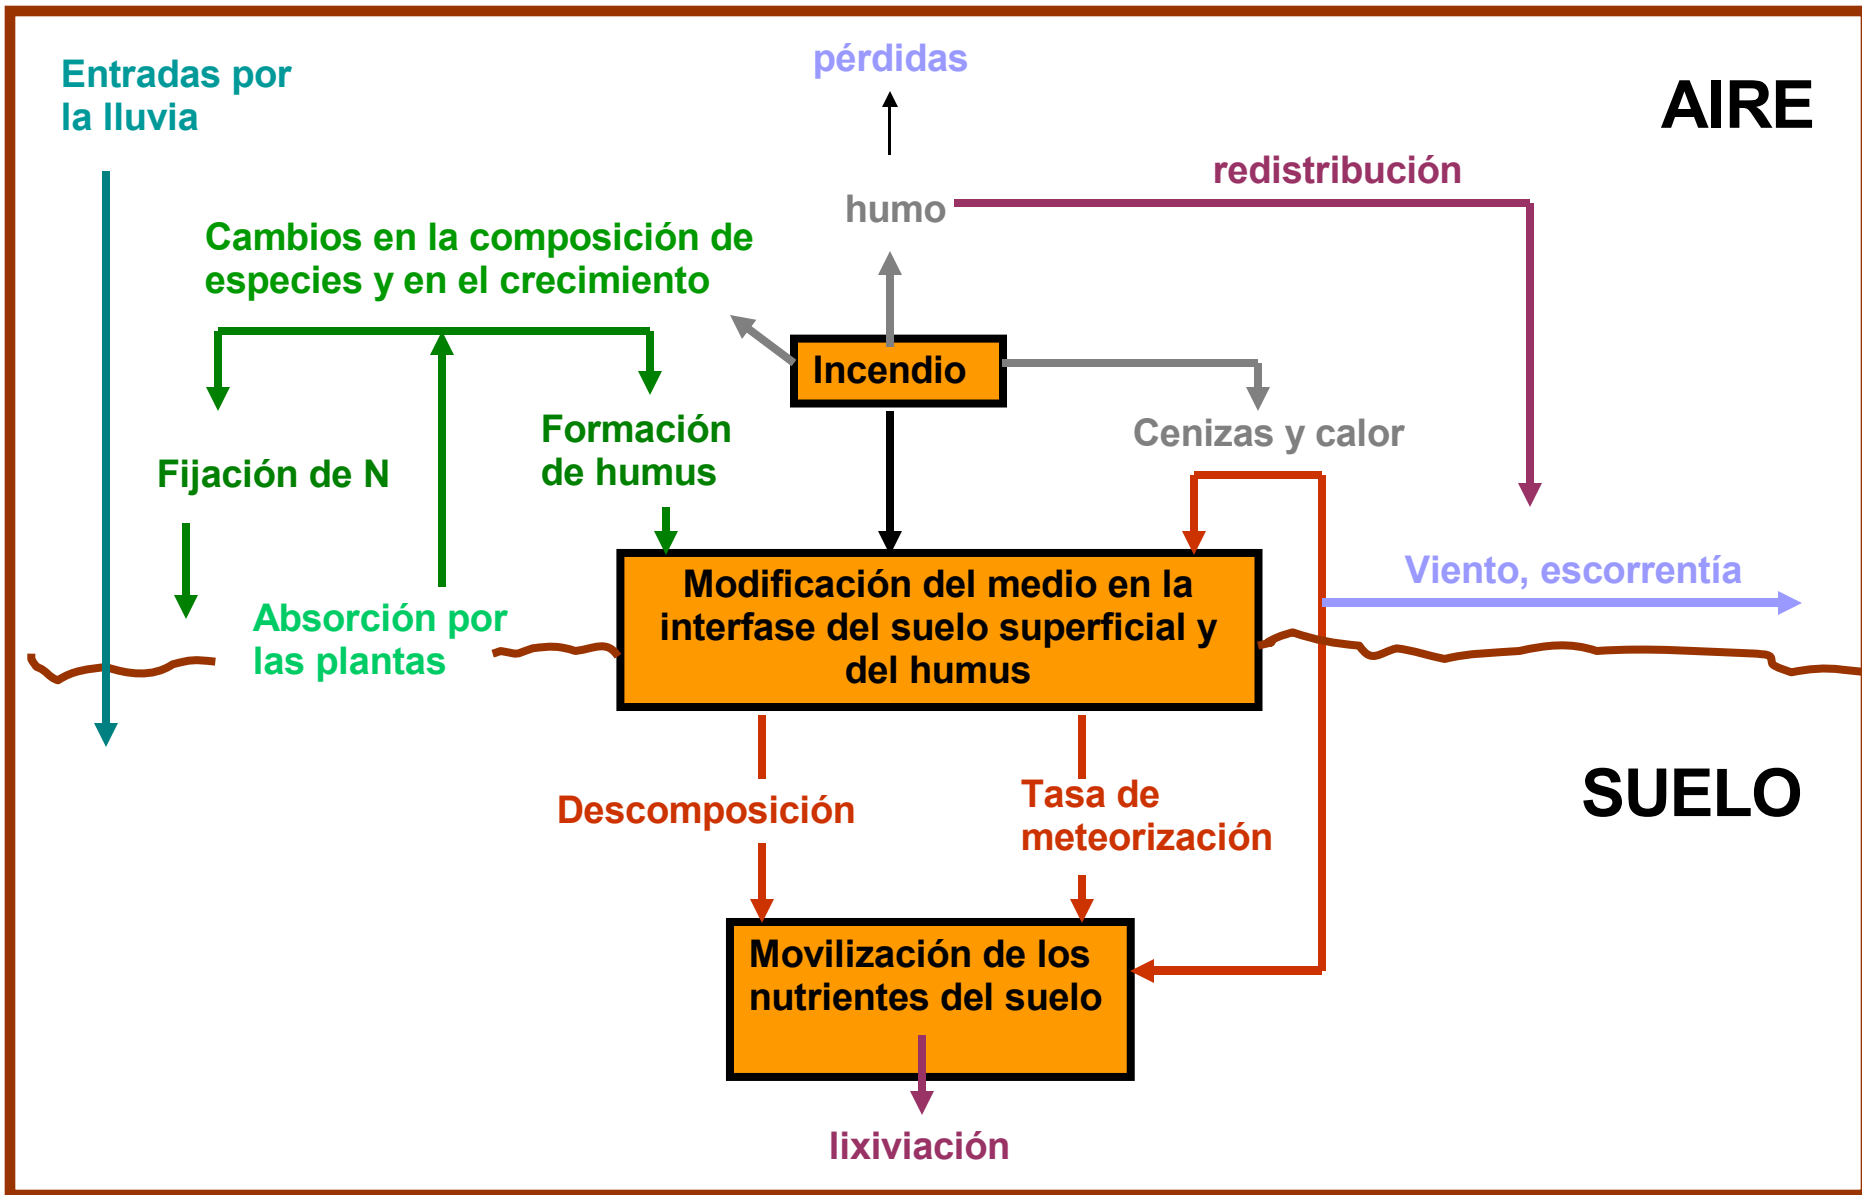 pérdidas
Entradas por
la lluvia
AIRE
redistribución
humo
Cambios en la composición de
especies y en el crecimiento
Incendio
Formación
de humus
Cenizas y calor
Fijación de N
Modificación del medio en la
interfase del suelo superficial y
del humus
Viento, escorrentía
Absorción por
las plantas
SUELO
Descomposición
Tasa de
meteorización
Movilización de los
nutrientes del suelo
lixiviación